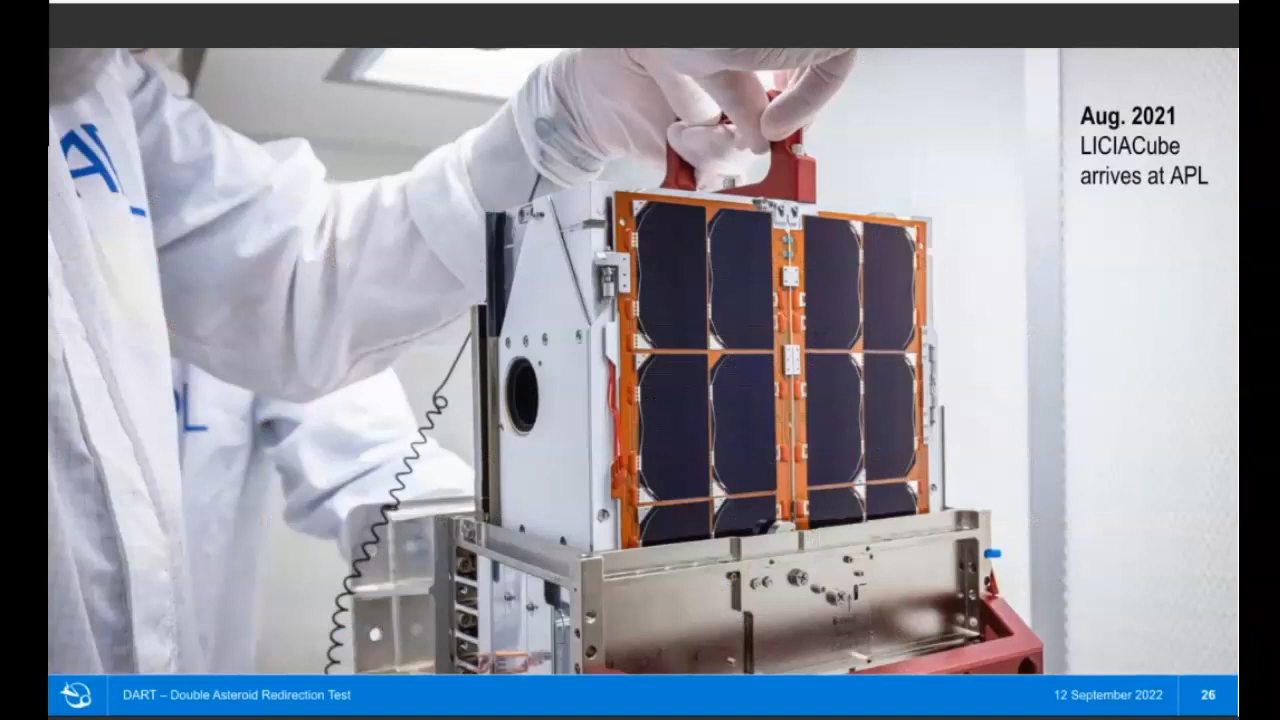 Aug. 2021
LICIACube
arrives at APL
DART – Double Asteroid Redirection Test
12 September 2022
26